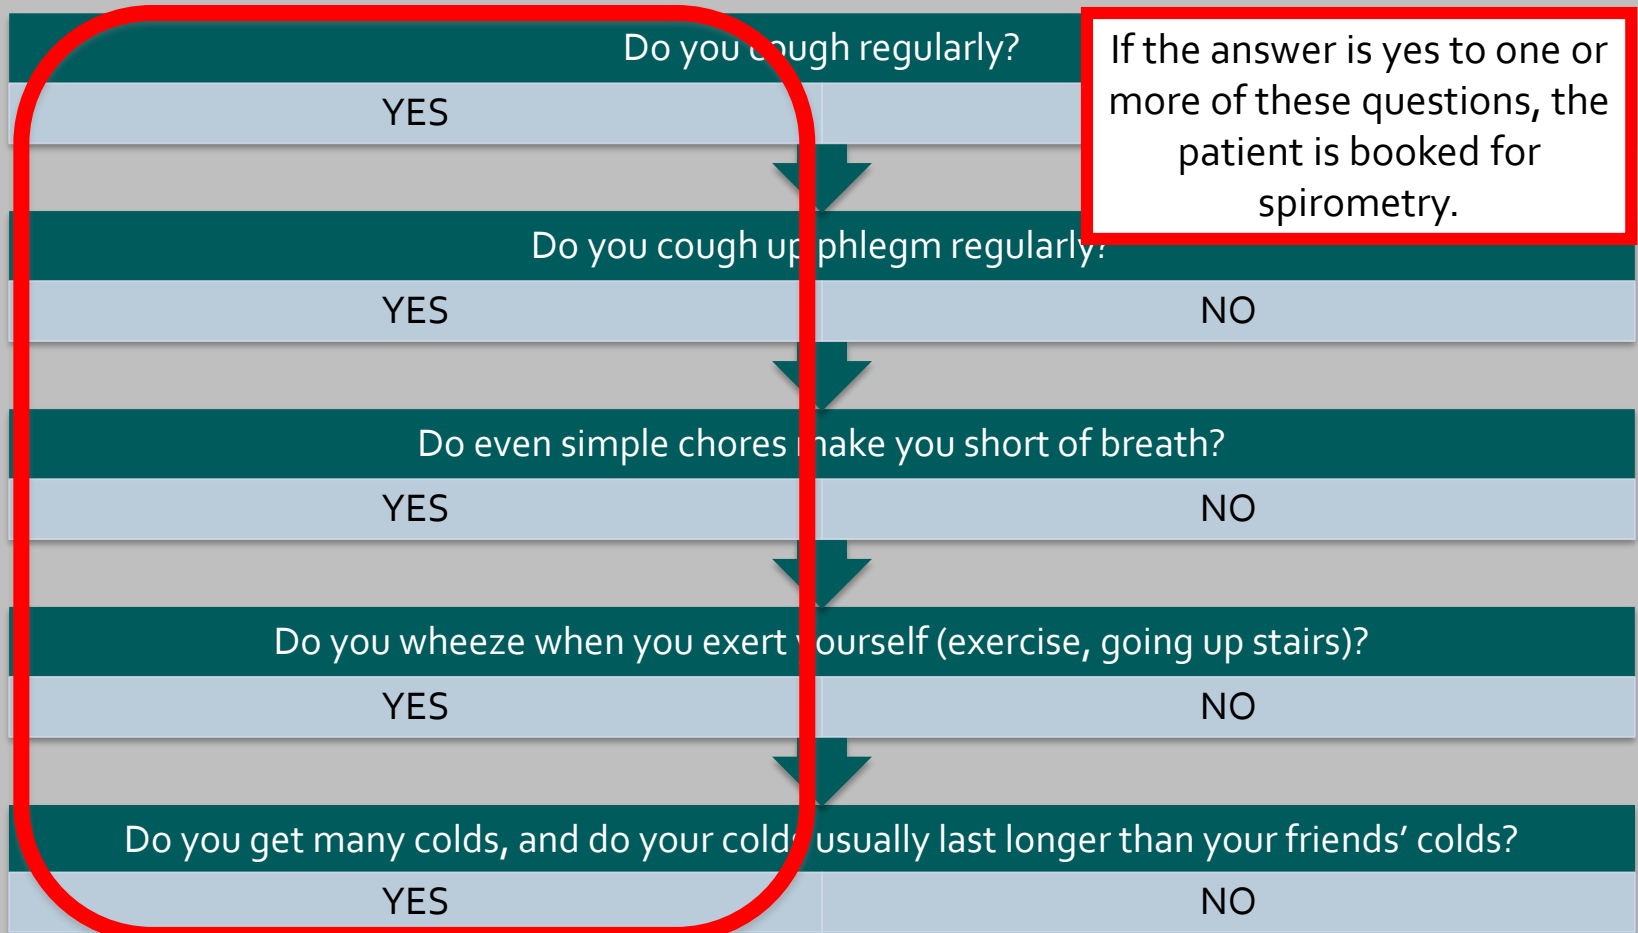 Do you cough regularly?
YES
If the answer is yes to one or
more of these questions, the
patient is booked for
spirometry.
Do you cough up phlegm regularly?
YES NO
Do even simple chores make you short of breath?
YES NO
Do you wheeze when you exert yourself (exercise, going up stairs)?
YES NO
Do you get many colds, and do your colds usually last longer than your friends’ colds?
YES NO